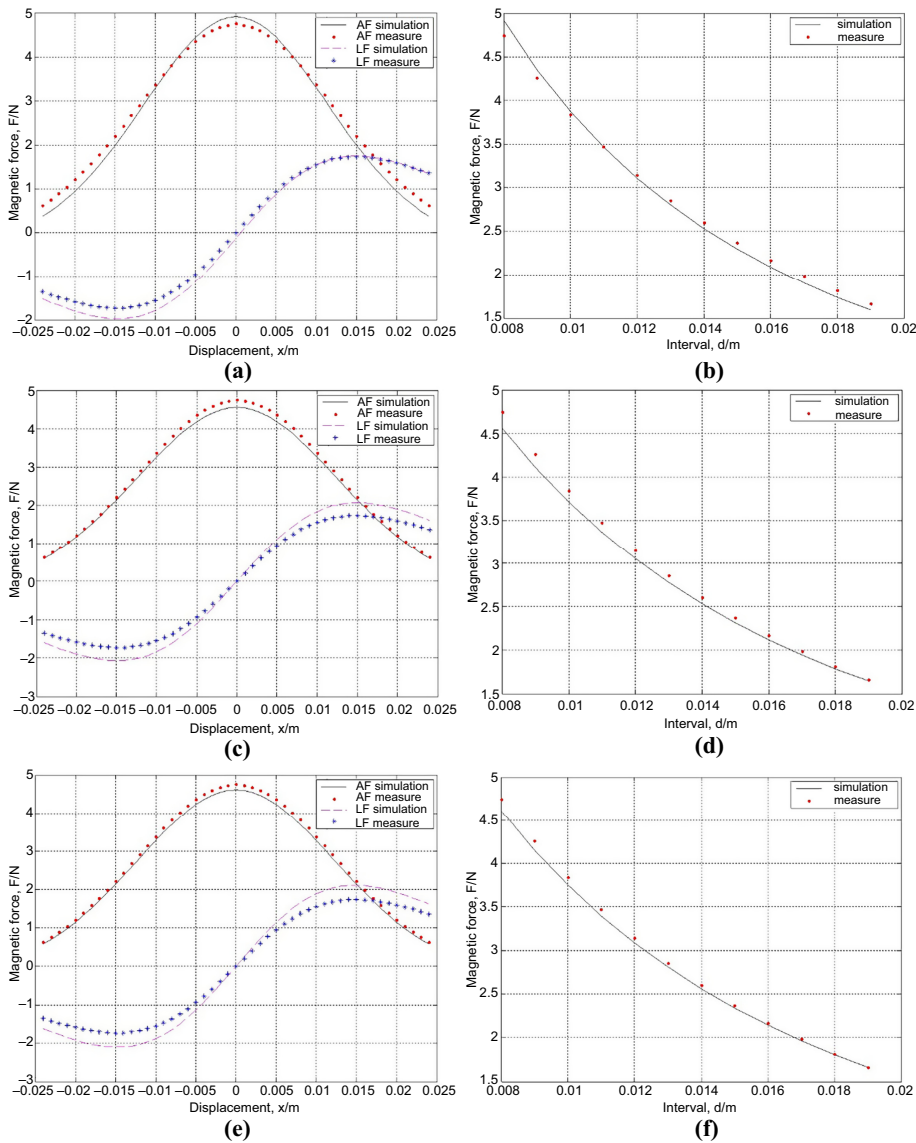 AF simulation
AF measure
LF simulation
LF measure
Magnetic force, F/N
5
4
3
2
1
0
–1
–2
–0.025 –0.02 –0.015 –0.01 –0.005 0 0.005 0.01 0.015 0.02 0.025
Displacement, x/m
(a)
simulation
measure
Magnetic force, F/N
5
4.5
4
3.5
3
2.5
2
1.5
0.008 0.01 0.012 0.014 0.016 0.018 0.02
Interval, d/m
(b)
AF simulation
AF measure
LF simulation
LF measure
Magnetic force, F/N
5
4
3
2
1
0
–1
–2
–3
–0.025 –0.02 –0.015 –0.01 –0.005 0 0.005 0.01 0.015 0.02 0.025
Displacement, x/m
(c)
simulation
measure
Magnetic force, F/N
5
4.5
4
3.5
3
2.5
2
1.5
0.008 0.01 0.012 0.014 0.016 0.018 0.02
Interval, d/m
(d)
AF simulation
AF measure
LF simulation
LF measure
Magnetic force, F/N
5
4
3
2
1
0
–1
–2
–3
–0.025 –0.02 –0.015 –0.01 –0.005 0 0.005 0.01 0.015 0.02 0.025
Displacement, x/m
(e)
simulation
measure
Magnetic force, F/N
5
4.5
4
3.5
3
2.5
2
1.5
0.008 0.01 0.012 0.014 0.016 0.018 0.02
Interval, d/m
(f)